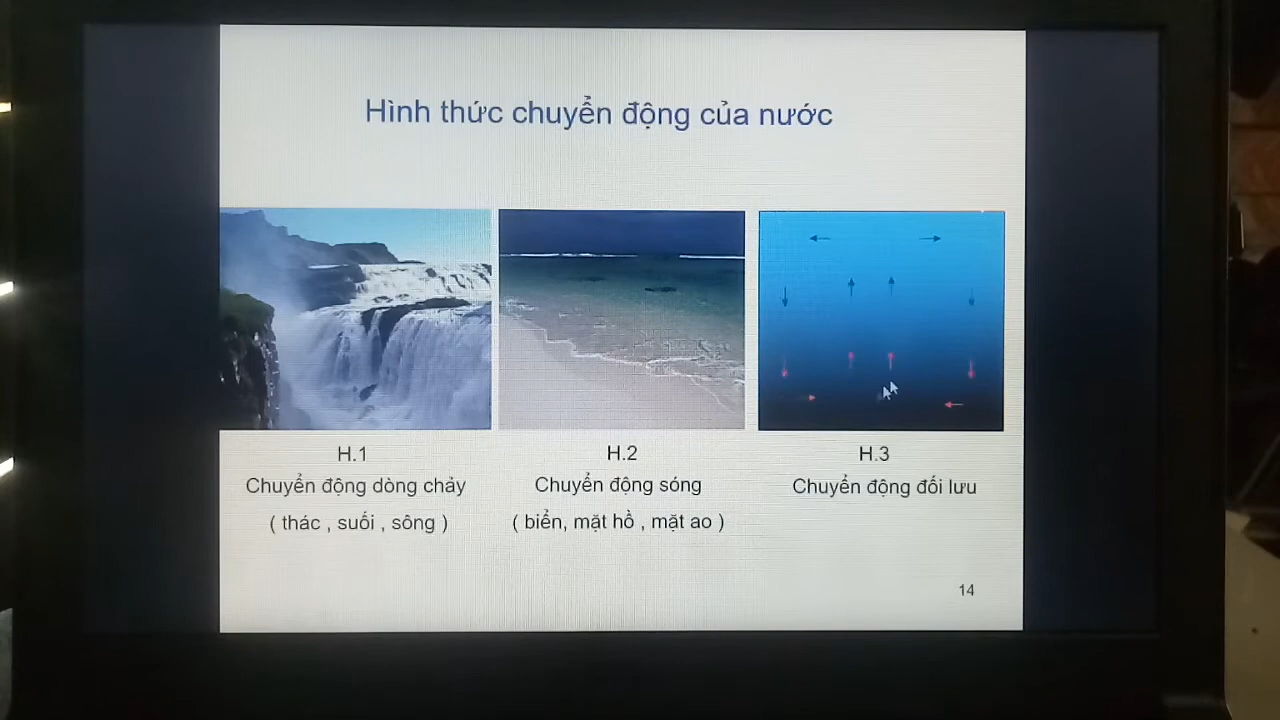 Hình thức chuyển động của nước
H.1
Chuyển động dòng chảy
( thác , suối , sông )
H.2
Chuyển động sóng
( biển, mặt hồ , mặt ao )
H.3
Chuyển động đối lưu
14